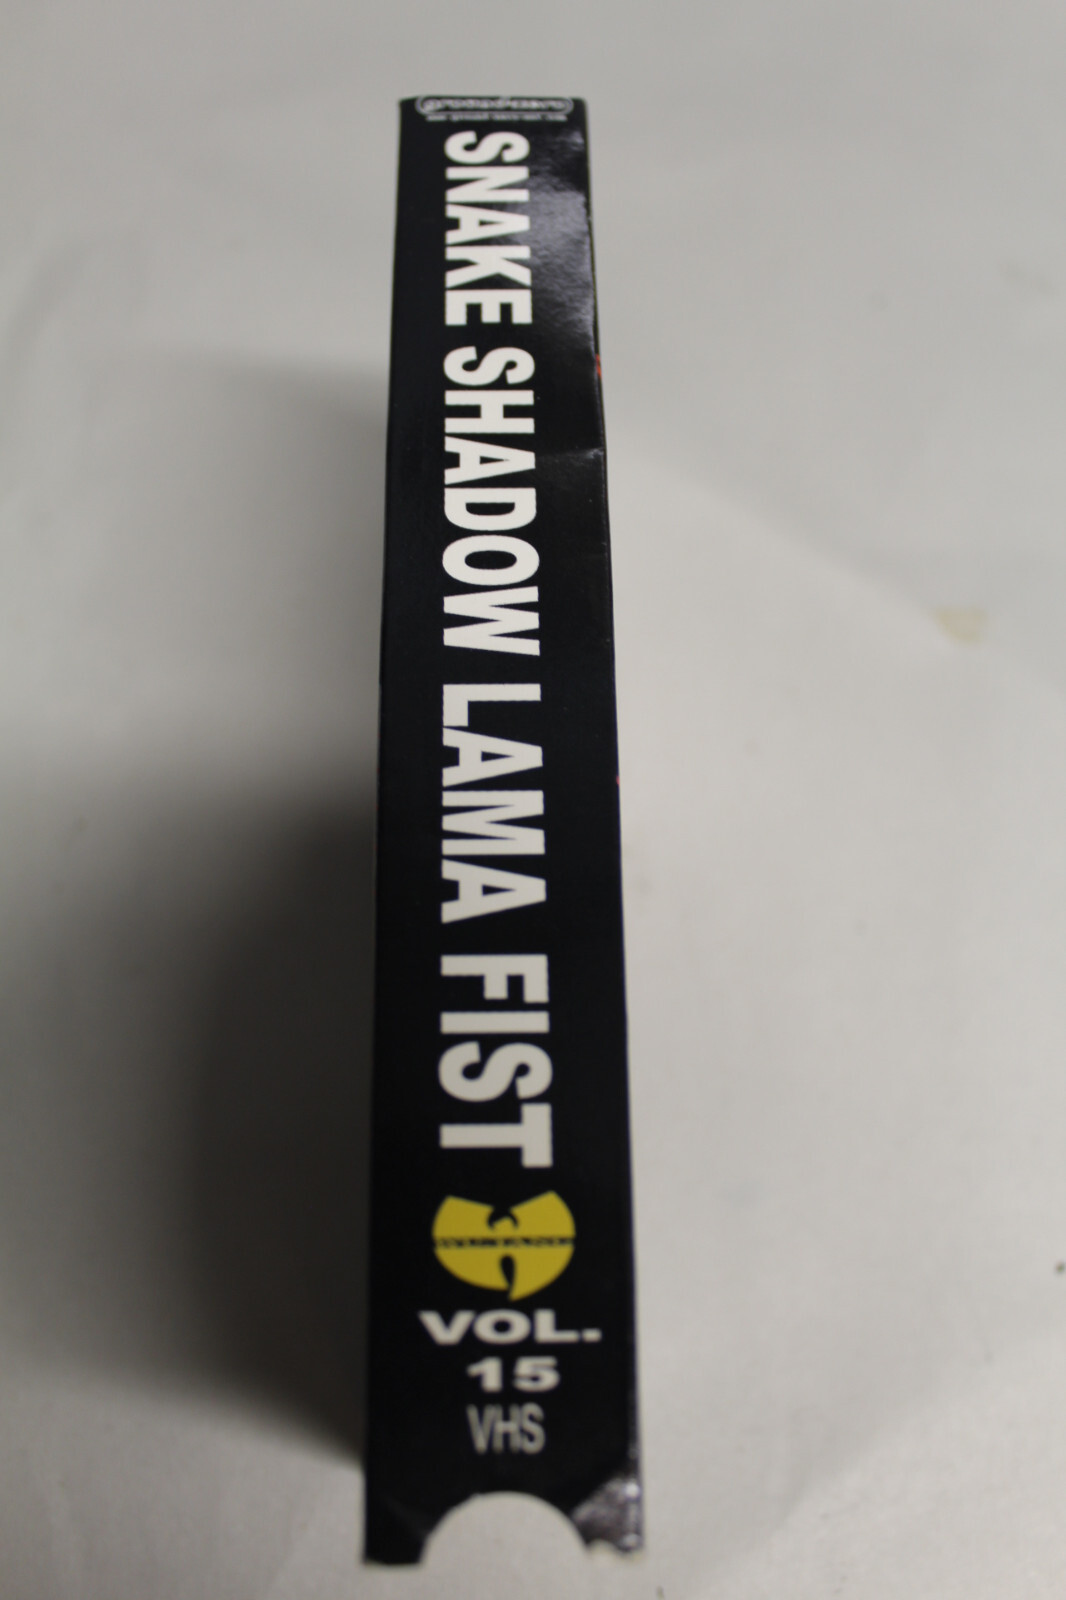 SNAKE SHADOW LAMA FIST
VOL.
15
VHS